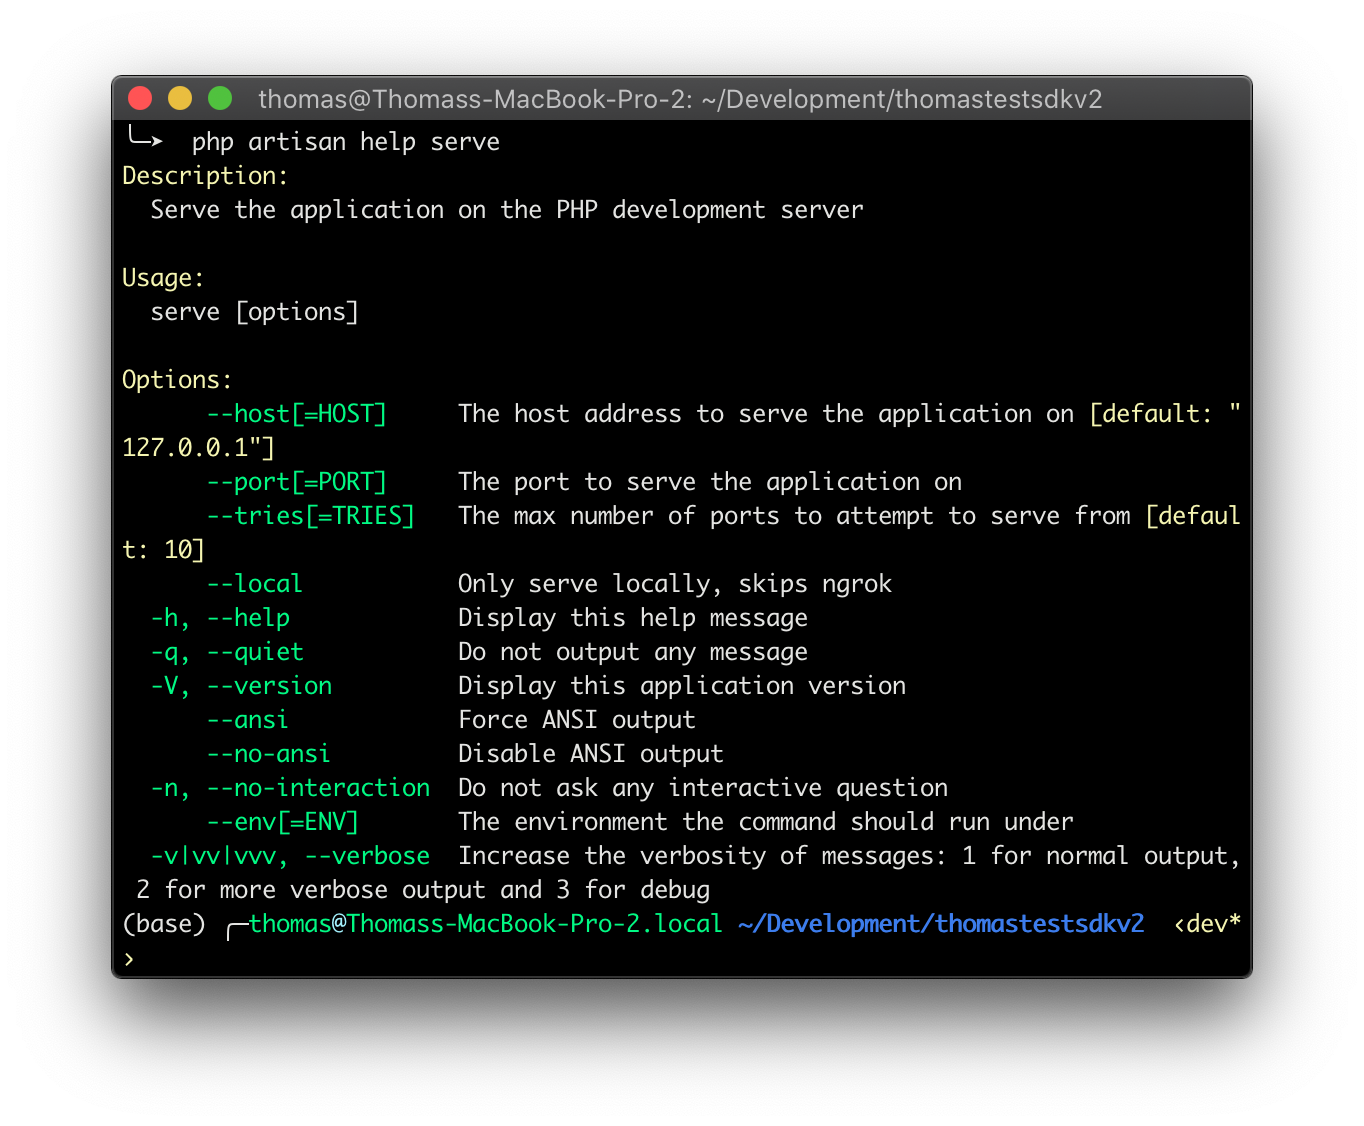 thomas@Thomass-MacBook-Pro-2: ~/Development/thomastestsdkv2
╰─➤  php artisan help serve
Description:
  Serve the application on the PHP development server

Usage:
  serve [options]

Options:
      --host[=HOST]     The host address to serve the application on [default: "
127.0.0.1"]
      --port[=PORT]     The port to serve the application on
      --tries[=TRIES]   The max number of ports to attempt to serve from [defaul
t: 10]
      --local           Only serve locally, skips ngrok
  -h, --help            Display this help message
  -q, --quiet           Do not output any message
  -V, --version         Display this application version
      --ansi            Force ANSI output
      --no-ansi         Disable ANSI output
  -n, --no-interaction  Do not ask any interactive question
      --env[=ENV]       The environment the command should run under
  -v|vv|vvv, --verbose  Increase the verbosity of messages: 1 for normal output,
 2 for more verbose output and 3 for debug
(base) ╭─thomas@Thomass-MacBook-Pro-2.local ~/Development/thomastestsdkv2  ‹dev*
›